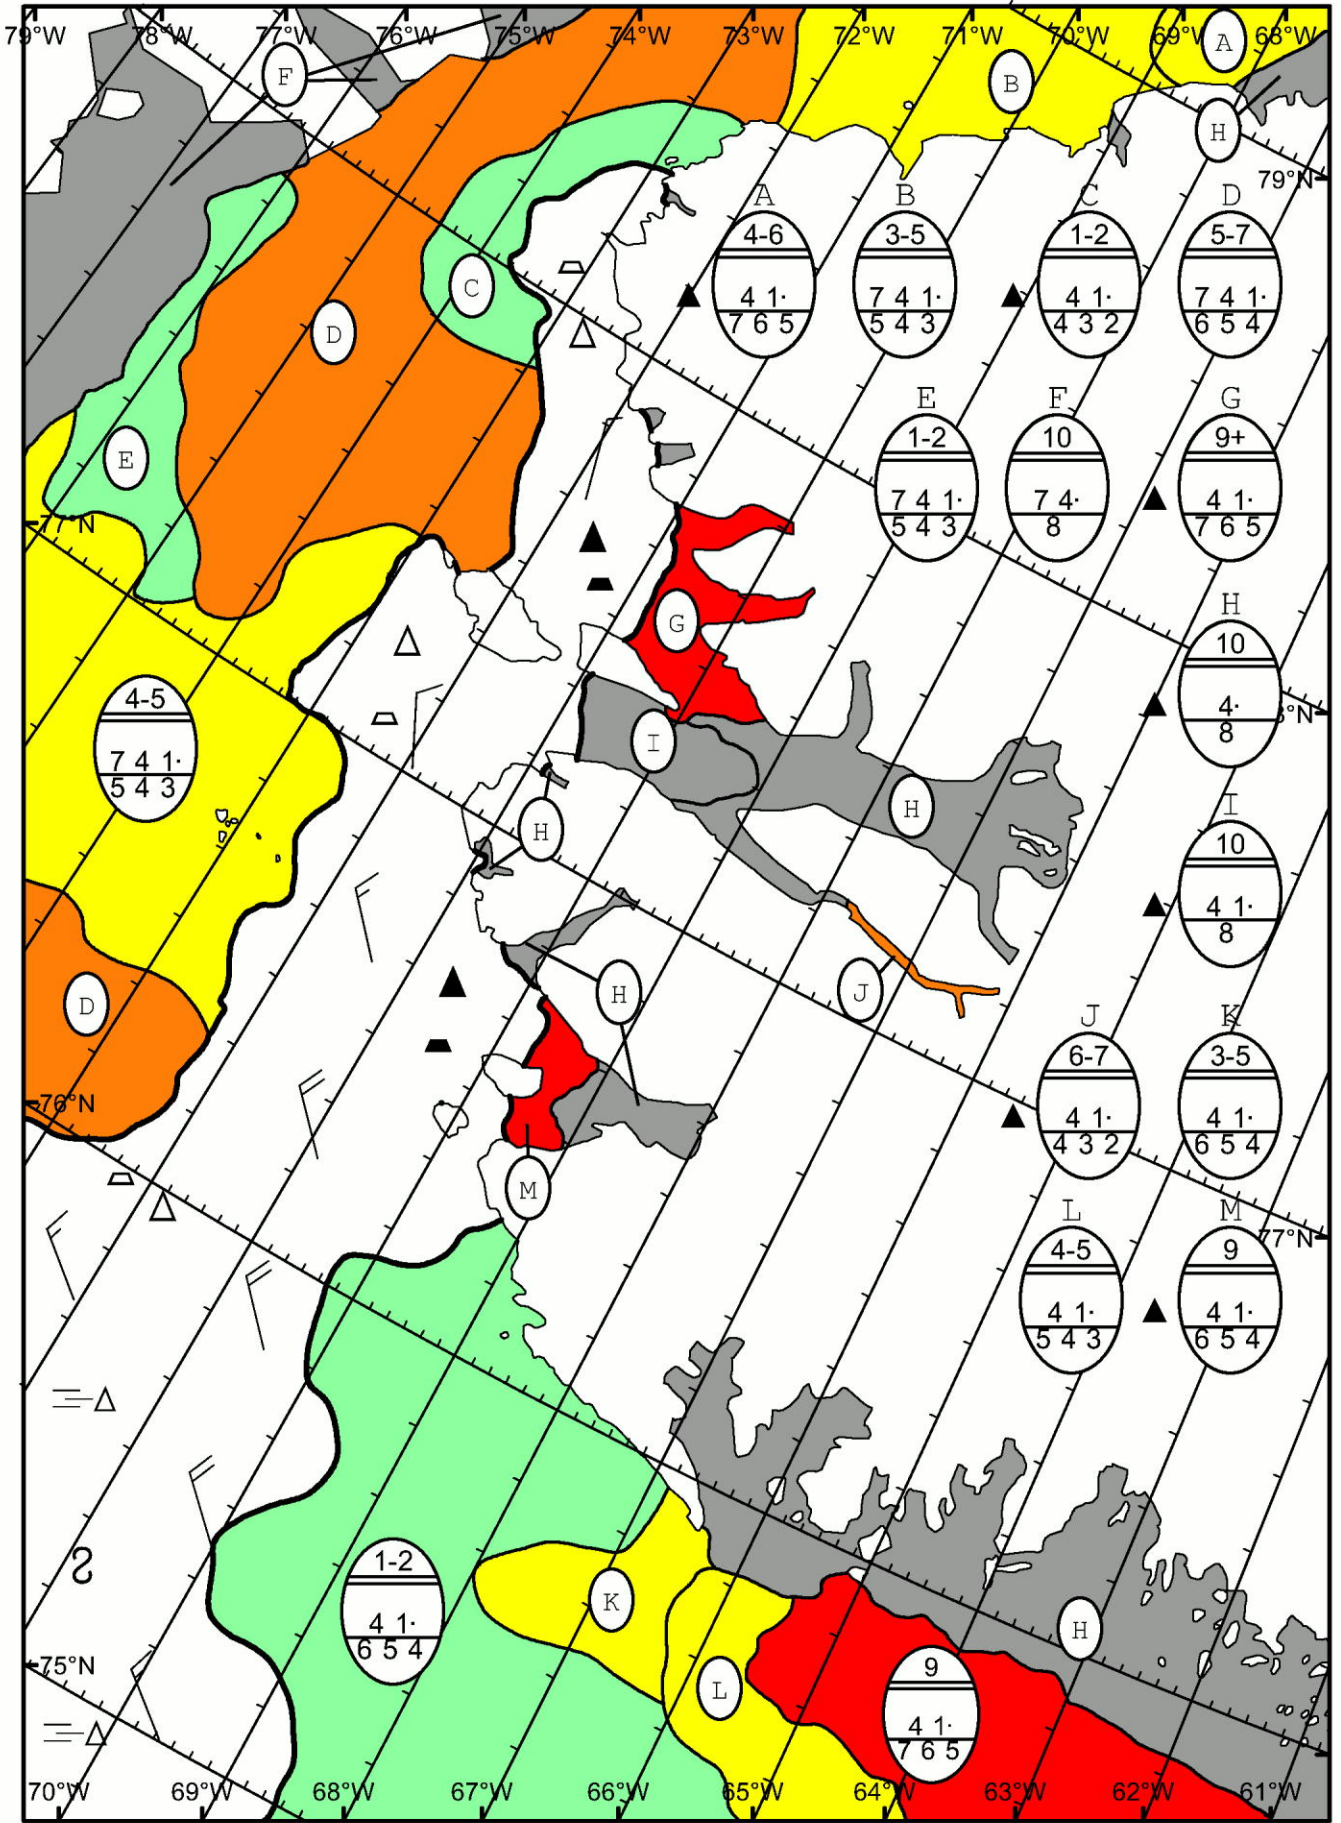 79°W 78°W 77°W 76°W 75°W 74°W 73°W 72°W 71°W 70°W 69°W 68°W
A
F
B
H
79°N
A B C D
4-6 3-5 1-2 5-7
4 1· 7 4 1· 4 1· 7 4 1·
7 6 5 5 4 3 4 3 2 6 5 4
C
D
E F G
1-2 10 9+
7 4 1· 7 4· 4 1·
5 4 3 8 7 6 5
E
77°N
G
H
10
4·
8
8°N
4-5
7 4 1·
5 4 3
I
H
H
I
10
4 1·
8
D
H
J
J K
6-7 3-5
4 1· 4 1·
4 3 2 6 5 4
76°N
M
L M
77°N
4-5 9
4 1· 4 1·
5 4 3 6 5 4
1-2
4 1·
6 5 4
K
H
L
9
4 1·
7 6 5
75°N
70°W 69°W 68°W 67°W 66°W 65°W 64°W 63°W 62°W 61°W